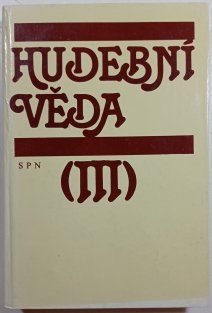 HUDEBNÍ
VĚDA
SPN
(III)